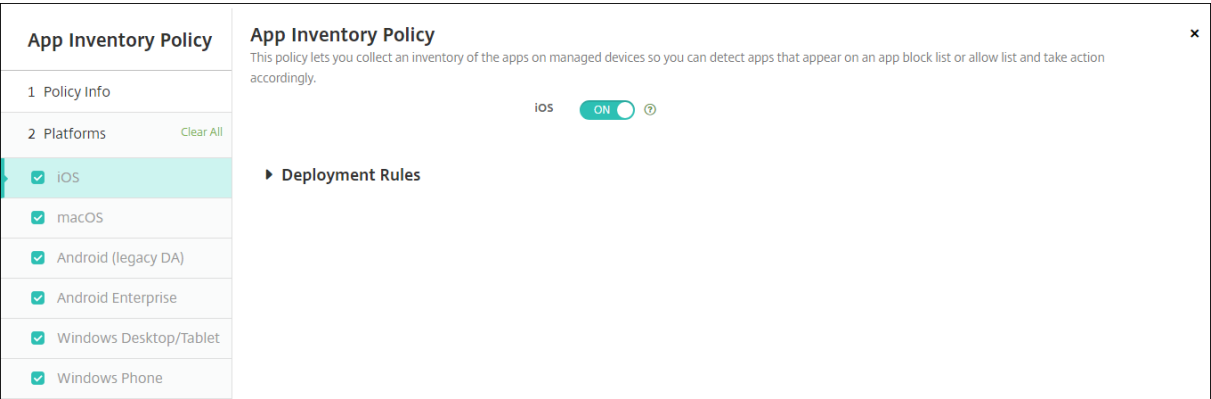 App Inventory Policy
1 Policy Info
2 Platforms Clear All
iOS
macOS
Android (legacy DA)
Android Enterprise
Windows Desktop/Tablet
Windows Phone
App Inventory Policy
This policy lets you collect an inventory of the apps on managed devices so you can detect apps that appear on an app block list or allow list and take action
accordingly.
iOS ON ?
Deployment Rules